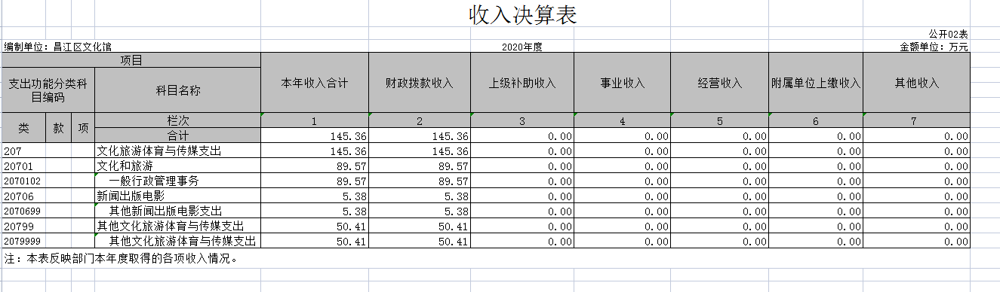 收入决算表
公开02表
编制单位：昌江区文化馆 2020年度 金额单位：万元
项目 本年收入合计 财政拨款收入 上级补助收入 事业收入 经营收入 附属单位上缴收入 其他收入
支出功能分类科
目编码
科目名称
类 款 项 栏次 1 2 3 4 5 6 7
合计 145.36 145.36 0.00 0.00 0.00 0.00 0.00
207 文化旅游体育与传媒支出 145.36 145.36 0.00 0.00 0.00 0.00 0.00
20701 文化和旅游 89.57 89.57 0.00 0.00 0.00 0.00 0.00
2070102 一般行政管理事务 89.57 89.57 0.00 0.00 0.00 0.00 0.00
20706 新闻出版电影 5.38 5.38 0.00 0.00 0.00 0.00 0.00
2070699 其他新闻出版电影支出 5.38 5.38 0.00 0.00 0.00 0.00 0.00
20799 其他文化旅游体育与传媒支出 50.41 50.41 0.00 0.00 0.00 0.00 0.00
2079999 其他文化旅游体育与传媒支出 50.41 50.41 0.00 0.00 0.00 0.00 0.00
注：本表反映部门本年度取得的各项收入情况。